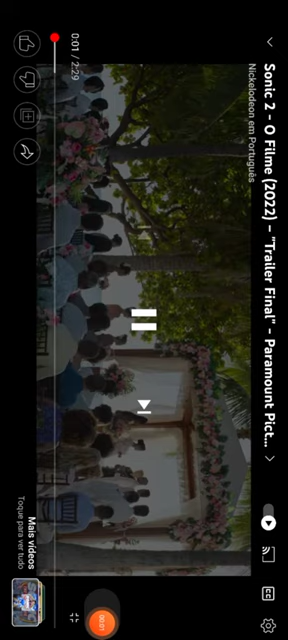 Sonic 2 - O Filme (2022) - "Trailer Final" - Paramount Pict...
Nickelodeon em Português
0:01 / 2:29
Mais vídeos
Toque para ver tudo
00:01